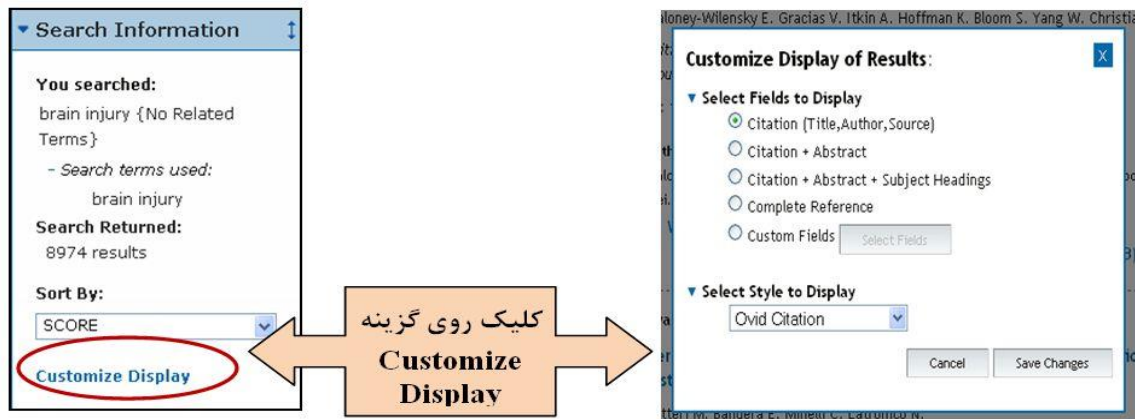 Search Information
You searched:
brain injury {No Related
Terms}
- Search terms used:
brain injury
Search Returned:
8974 results
Sort By:
SCORE
Customize Display
کلیک روی گزینه
Customize
Display
aloney-Wilensky E. Gracias V. Itkin A. Hoffman K. Bloom S. Yang W. Christia
Customize Display of Results:
X
Select Fields to Display
Citation (Title,Author,Source)
Citation + Abstract
Citation + Abstract + Subject Headings
Complete Reference
Custom Fields Select Fields
Select Style to Display
Ovid Citation
Cancel Save Changes